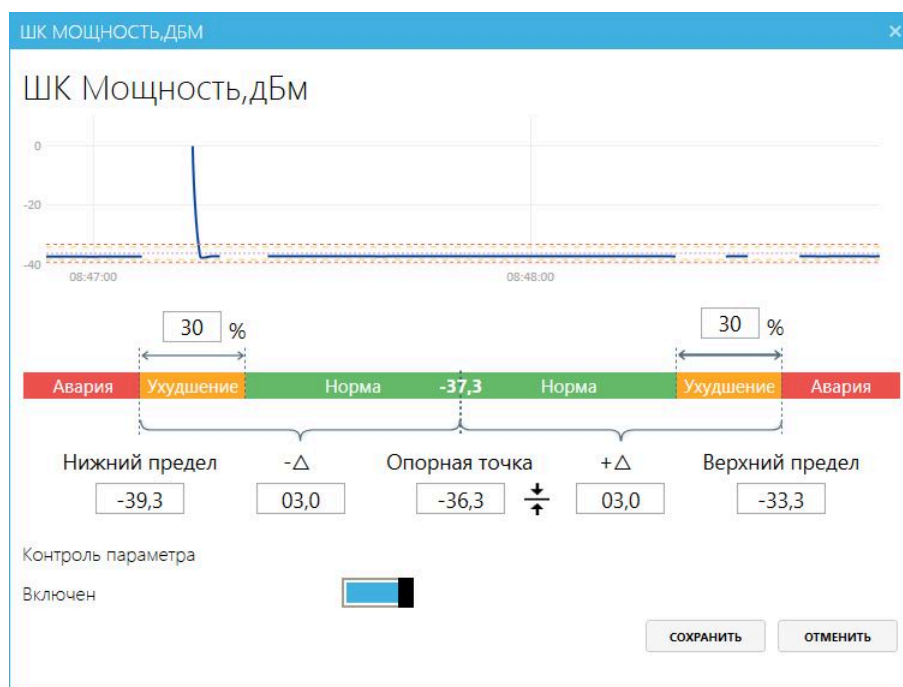 ШК МОЩНОСТЬ,ДБМ ×
ШК Мощность,дБм
0
-20
-40
08:47:00 08:48:00
30 % 30 %
Авария Ухудшение Норма -37,3 Норма Ухудшение Авария
Нижний предел -△ Опорная точка +△ Верхний предел
-39,3 03,0 -36,3 03,0 -33,3
Контроль параметра
Включен
СОХРАНИТЬ ОТМЕНИТЬ